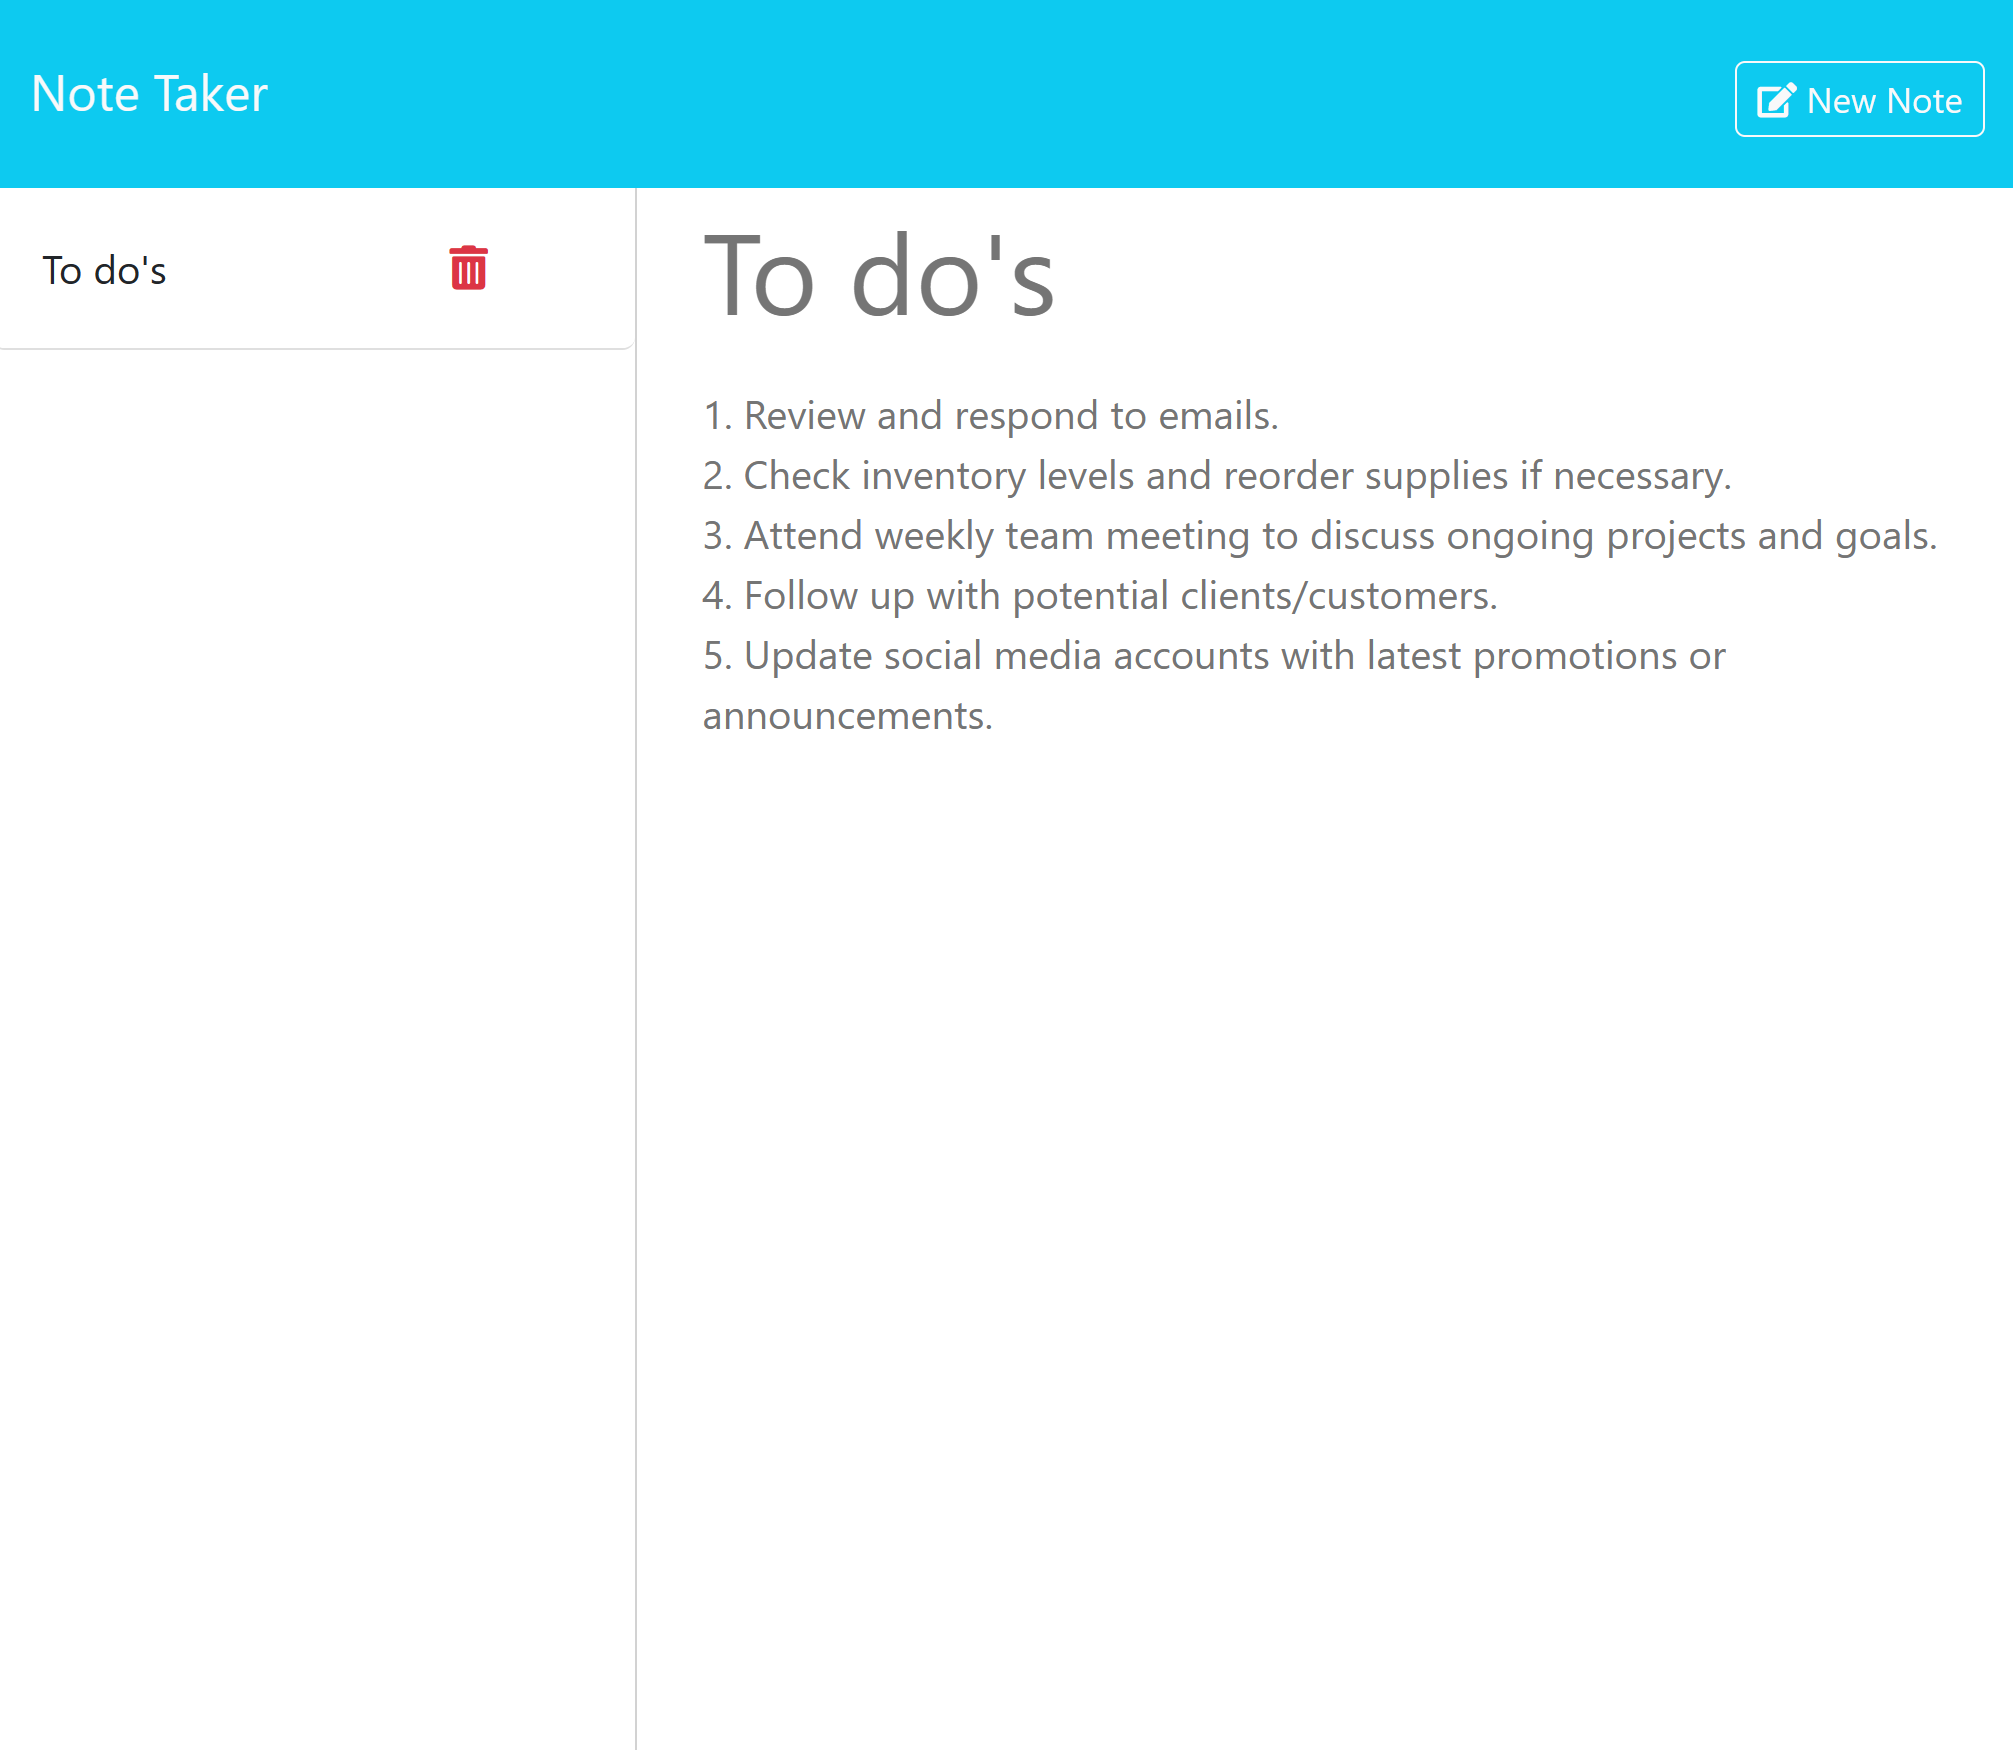 Note Taker
New Note
To do's
To do's
1. Review and respond to emails.
2. Check inventory levels and reorder supplies if necessary.
3. Attend weekly team meeting to discuss ongoing projects and goals.
4. Follow up with potential clients/customers.
5. Update social media accounts with latest promotions or
announcements.